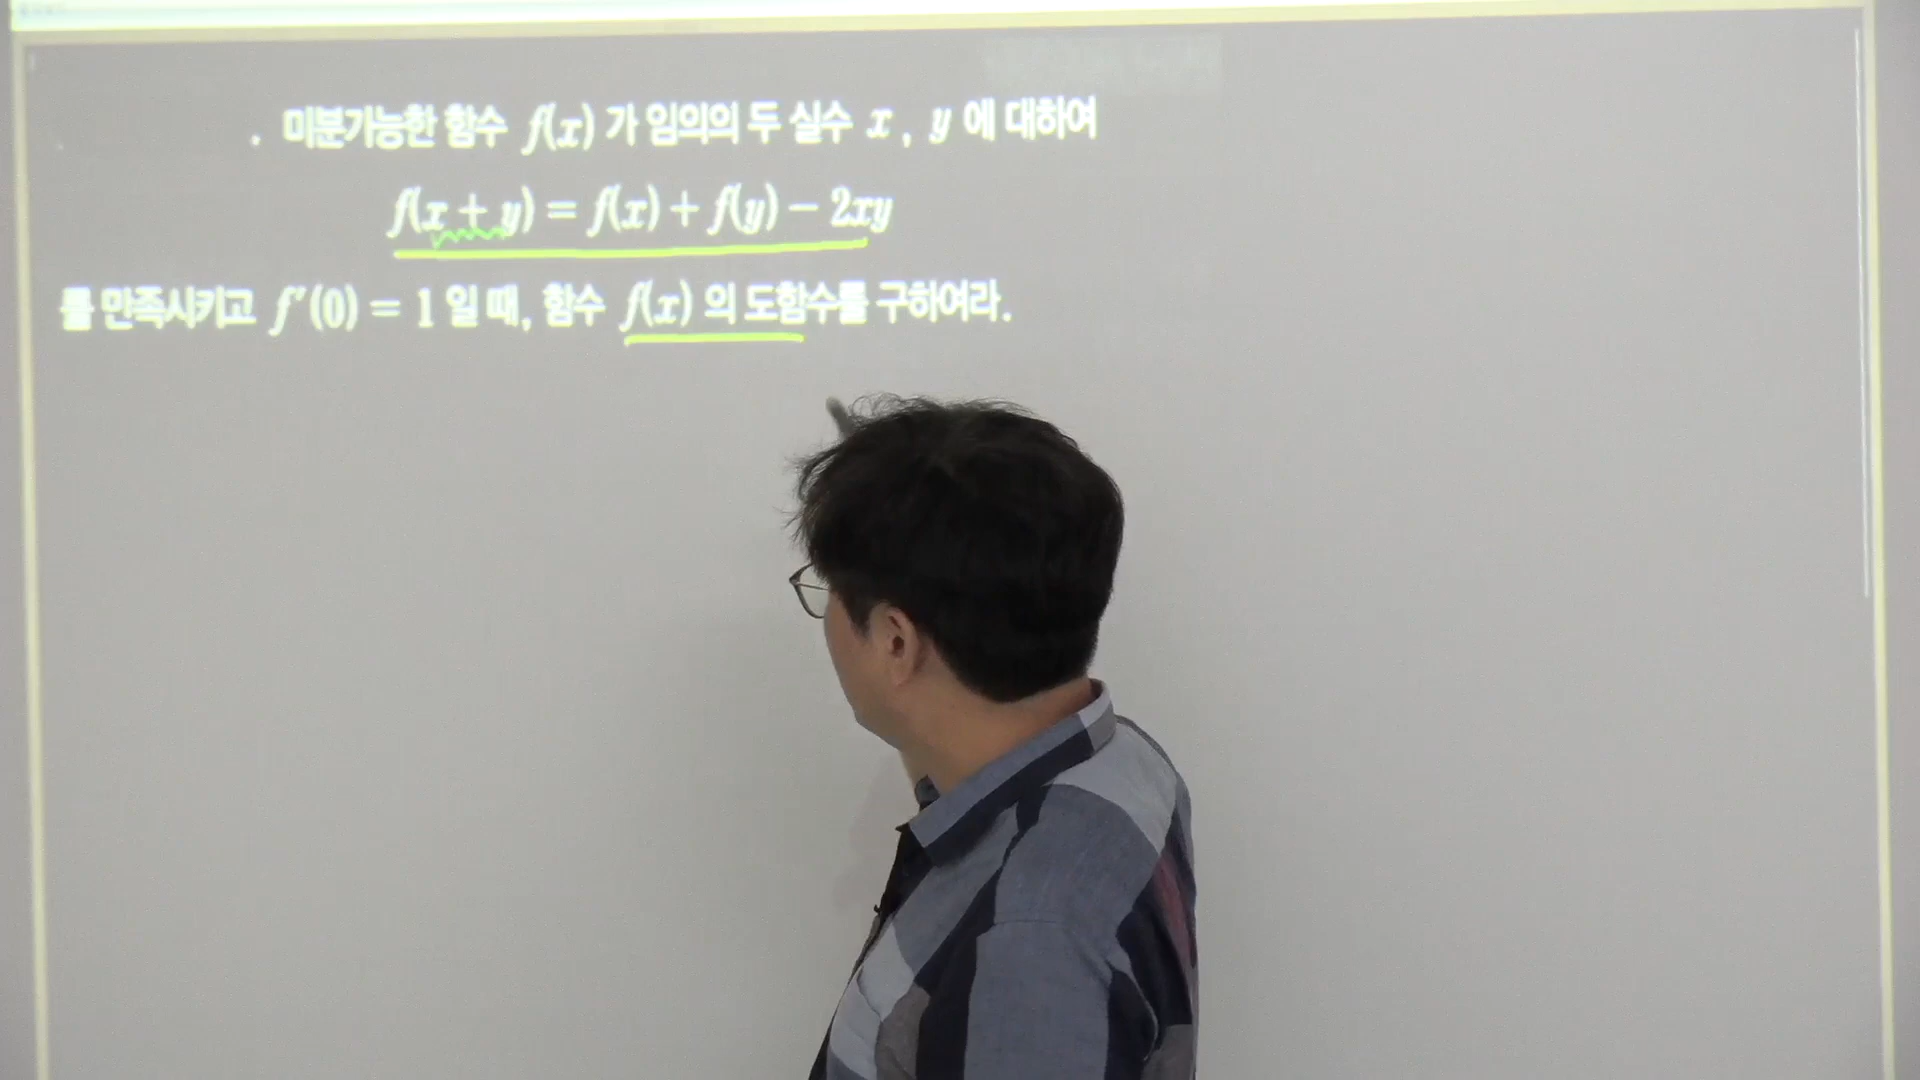 . 미분가능한 함수 f(x) 가 임의의 두 실수 x , y 에 대하여
f(x+y) = f(x) + f(y) − 2xy
를 만족시키고 f′(0) = 1 일 때, 함수 f(x) 의 도함수를 구하여라.